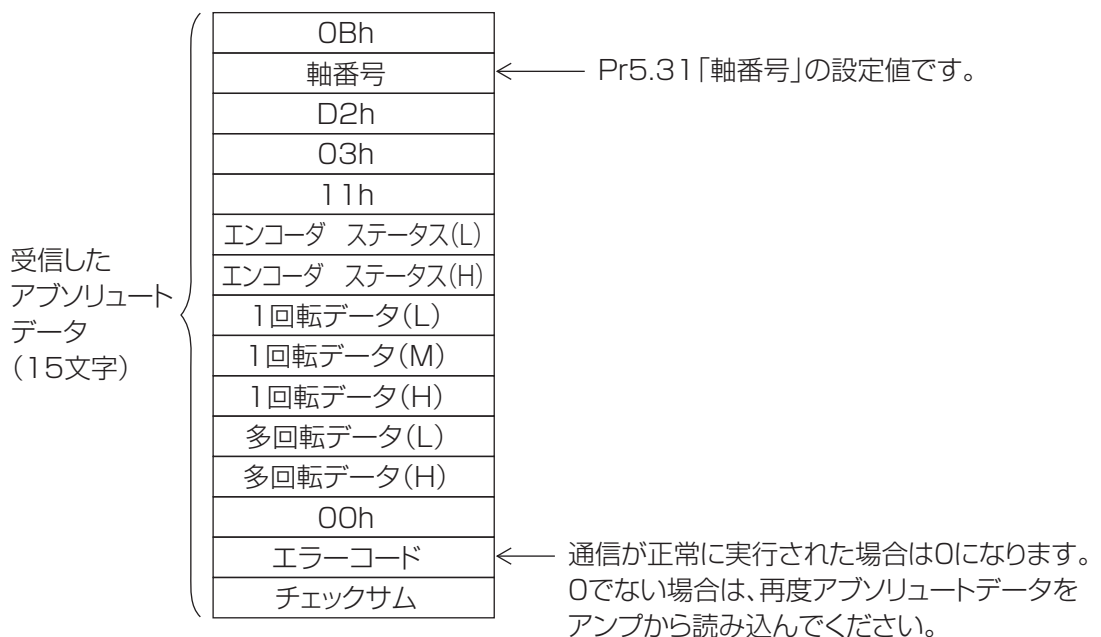 0Bh
軸番号
Pr5.31「軸番号」の設定値です。
D2h
03h
11h
エンコーダ ステータス(L)
エンコーダ ステータス(H)
1回転データ(L)
1回転データ(M)
1回転データ(H)
多回転データ(L)
多回転データ(H)
00h
エラーコード
チェックサム
受信した
アブソリュート
データ
(15文字)
通信が正常に実行された場合は0になります。
0でない場合は、再度アブソリュートデータを
アンプから読み込んでください。